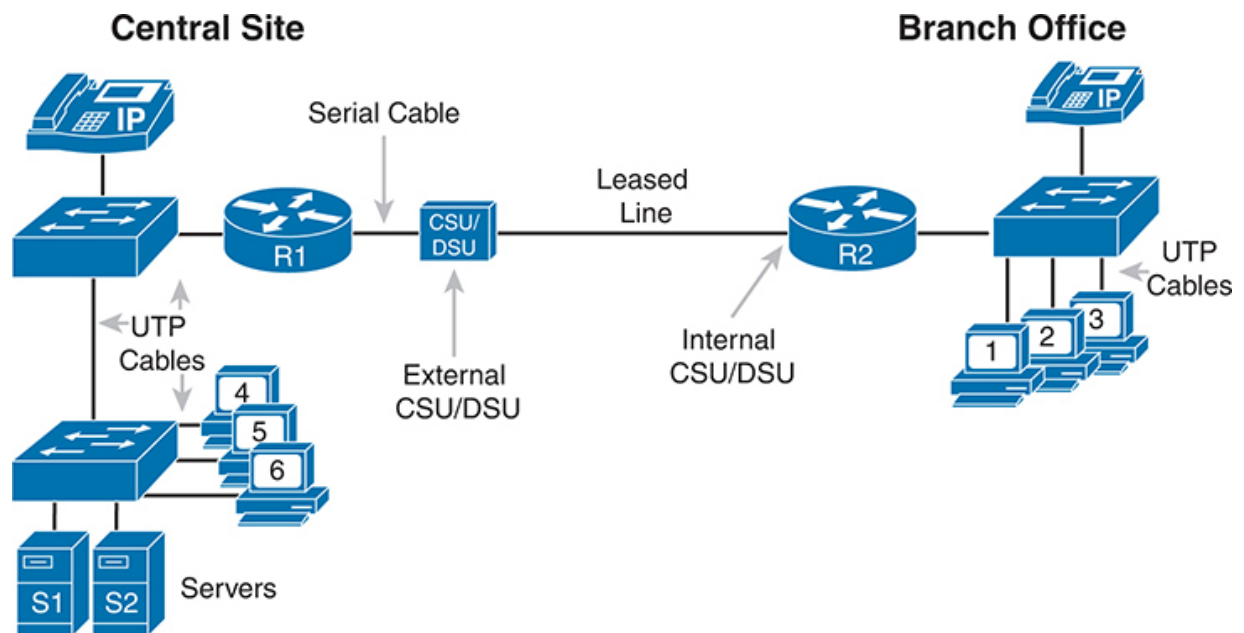 Central Site
Branch Office
IP
IP
Serial Cable
Leased
Line
CSU/
DSU
R1
R2
UTP
Cables
UTP
Cables
1
2
3
Internal
CSU/DSU
External
CSU/DSU
4
5
6
S1
S2
Servers